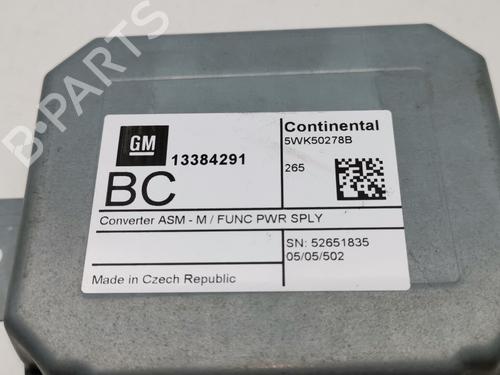 B-PARTS
GM 13384291
BC
Continental
5WK50278B
265
Converter ASM - M / FUNC PWR SPLY
SN: 52651835
05/05/502
Made in Czech Republic